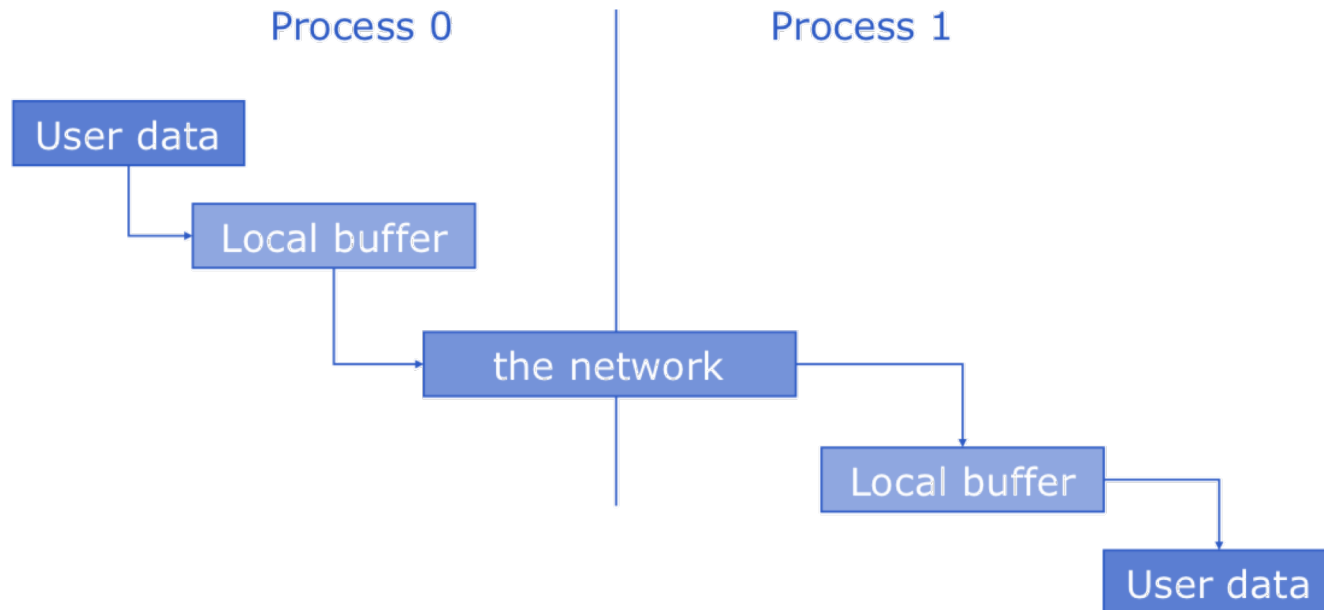 Process 0
Process 1
User data
Local buffer
the network
Local buffer
User data